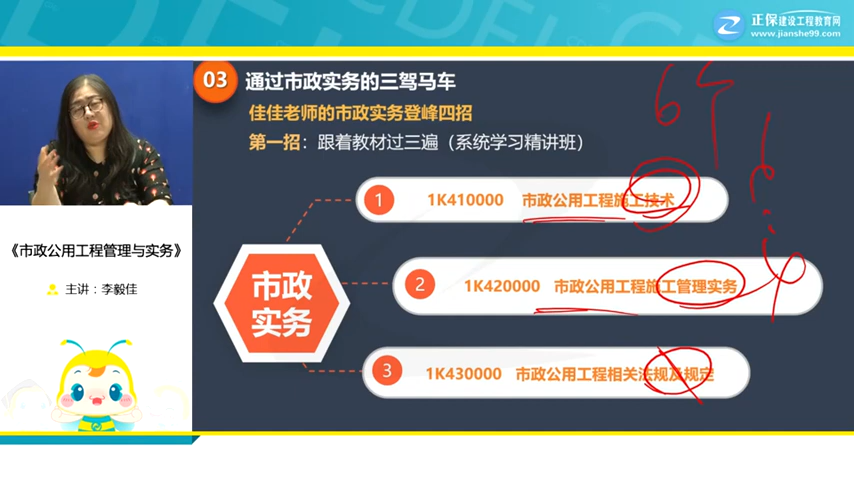 正保建设工程教育网
www.jianshe99.com
03 通过市政实务的三驾马车
佳佳老师的市政实务登峰四招
第一招：跟着教材过三遍（系统学习精讲班）
6个
1 1K410000 市政公用工程施工技术
《市政公用工程管理与实务》
主讲：李毅佳
市政
实务
2 1K420000 市政公用工程施工管理实务
3 1K430000 市政公用工程相关法规及规定